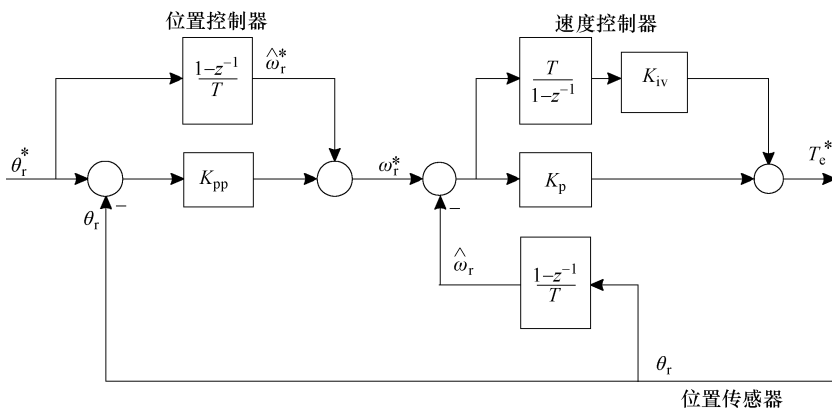 位置控制器
速度控制器
1−z⁻¹
T
ω̂r*
T
1−z⁻¹
Kiv
θr*
Kpp
ωr*
Kp
Te*
−
θr
−
ω̂r
1−z⁻¹
T
θr
位置传感器